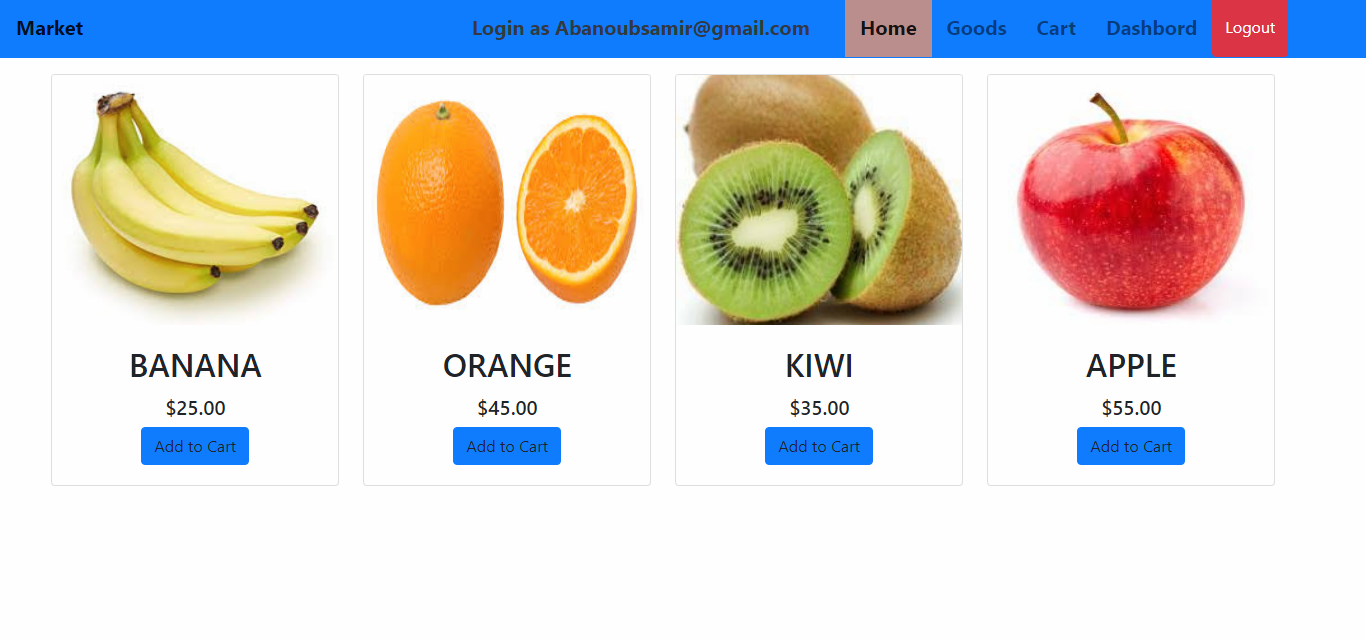 Market Login as Abanoubsamir@gmail.com Home Goods Cart Dashbord Logout
BANANA
$25.00
Add to Cart
ORANGE
$45.00
Add to Cart
KIWI
$35.00
Add to Cart
APPLE
$55.00
Add to Cart